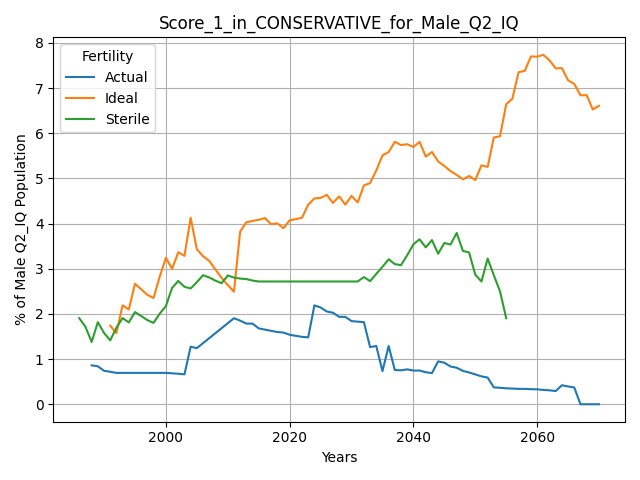 Score_1_in_CONSERVATIVE_for_Male_Q2_IQ
Fertility
Actual
Ideal
Sterile
% of Male Q2_IQ Population
8
7
6
5
4
3
2
1
0
2000 2020 2040 2060
Years